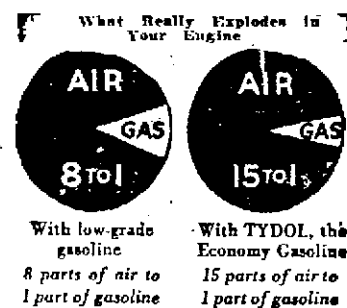 What Really Explodes in
Your Engine
AIR
GAS
8 TO 1
AIR
GAS
15 TO 1
With low-grade
gasoline
8 parts of air to
1 part of gasoline
With TYDOL, the
Economy Gasoline
15 parts of air to
1 part of gasoline